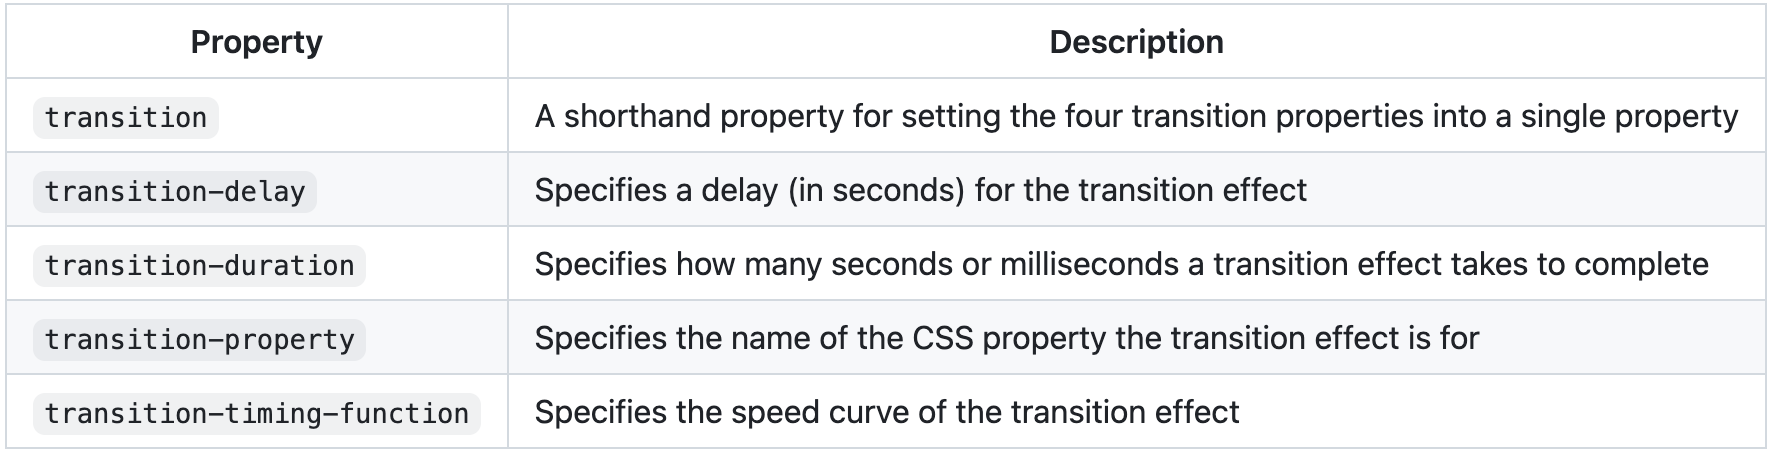 Property Description
transition A shorthand property for setting the four transition properties into a single property
transition-delay Specifies a delay (in seconds) for the transition effect
transition-duration Specifies how many seconds or milliseconds a transition effect takes to complete
transition-property Specifies the name of the CSS property the transition effect is for
transition-timing-function Specifies the speed curve of the transition effect